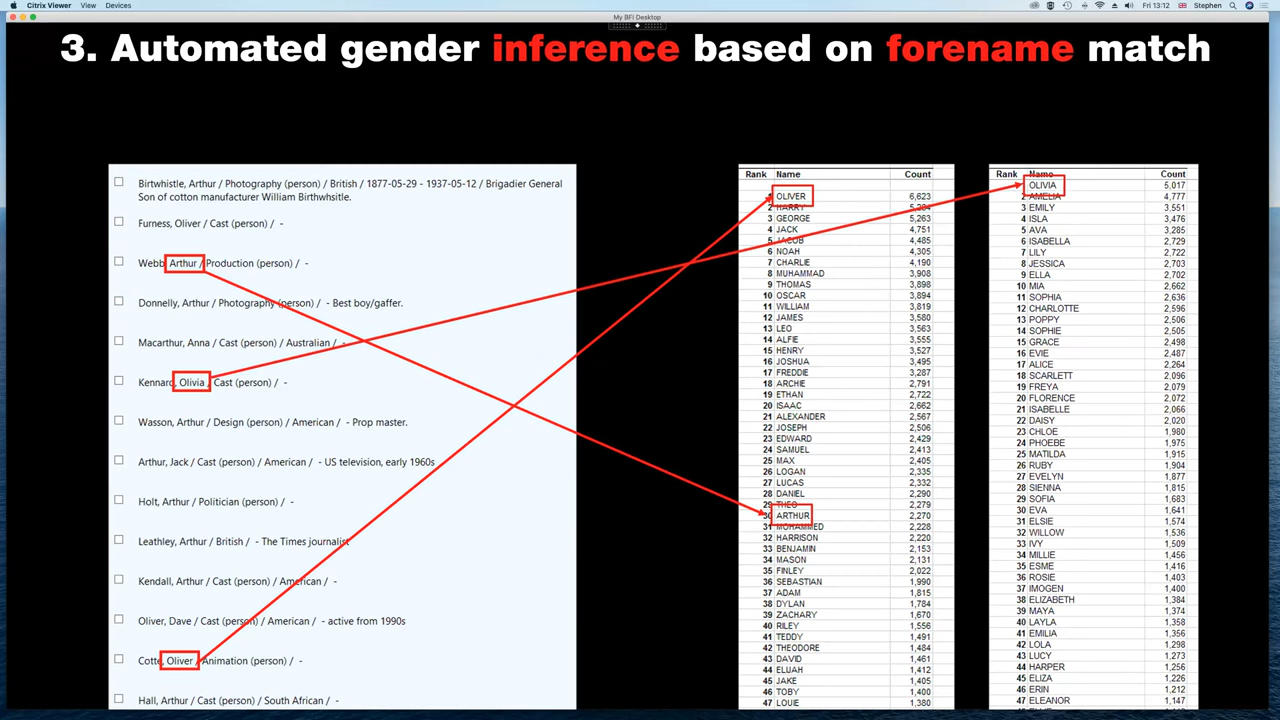 Citrix Viewer View Devices
Fri 13:12 Stephen
My BFI Desktop
3. Automated gender inference based on forename match
Birtwhistle, Arthur / Photography (person) / British / 1877-05-29 - 1937-05-12 / Brigadier General
Son of cotton manufacturer William Birthwhistle.
Furness, Oliver / Cast (person) / -
Webb, Arthur / Production (person) / -
Donnelly, Arthur / Photography (person) / - Best boy/gaffer.
Macarthur, Anna / Cast (person) / Australian / -
Kennard, Olivia / Cast (person) / -
Wasson, Arthur / Design (person) / American / - Prop master.
Arthur, Jack / Cast (person) / American / - US television, early 1960s
Holt, Arthur / Politician (person) / -
Leathley, Arthur / British / - The Times journalist
Kendall, Arthur / Cast (person) / American / -
Oliver, Dave / Cast (person) / American / - active from 1990s
Cotte, Oliver / Animation (person) / -
Hall, Arthur / Cast (person) / South African / -
Rank Name Count
1 OLIVER 6,623
2 HARRY
3 GEORGE 5,263
4 JACK 4,751
5 JACOB 4,485
6 NOAH 4,305
7 CHARLIE 4,190
8 MUHAMMAD 3,908
9 THOMAS 3,898
10 OSCAR 3,894
11 WILLIAM 3,819
12 JAMES 3,580
13 LEO 3,563
14 ALFIE 3,555
15 HENRY 3,527
16 JOSHUA 3,495
17 FREDDIE 3,287
18 ARCHIE 2,791
19 ETHAN 2,722
20 ISAAC 2,662
21 ALEXANDER 2,567
22 JOSEPH 2,506
23 EDWARD 2,429
24 SAMUEL 2,413
25 MAX 2,405
26 LOGAN 2,335
27 LUCAS 2,332
28 DANIEL 2,290
29 THEO 2,279
30 ARTHUR 2,270
31 MOHAMMED 2,228
32 HARRISON 2,220
33 BENJAMIN 2,153
34 MASON 2,131
35 FINLEY 2,022
36 SEBASTIAN 1,990
37 ADAM 1,815
38 DYLAN 1,784
39 ZACHARY 1,670
40 RILEY 1,556
41 TEDDY 1,491
42 THEODORE 1,484
43 DAVID 1,461
44 ELIJAH 1,412
45 JAKE 1,405
46 TOBY 1,400
47 LOUIE 1,380
Rank Name Count
OLIVIA 5,017
2 AMELIA 4,777
3 EMILY 3,551
4 ISLA 3,476
5 AVA 3,285
6 ISABELLA 2,729
7 LILY 2,722
8 JESSICA 2,703
9 ELLA 2,702
10 MIA 2,662
11 SOPHIA 2,636
12 CHARLOTTE 2,596
13 POPPY 2,506
14 SOPHIE 2,505
15 GRACE 2,498
16 EVIE 2,487
17 ALICE 2,264
18 SCARLETT 2,096
19 FREYA 2,079
20 FLORENCE 2,072
21 ISABELLE 2,066
22 DAISY 2,020
23 CHLOE 1,980
24 PHOEBE 1,975
25 MATILDA 1,915
26 RUBY 1,904
27 EVELYN 1,877
28 SIENNA 1,815
29 SOFIA 1,683
30 EVA 1,641
31 ELSIE 1,574
32 WILLOW 1,536
33 IVY 1,509
34 MILLIE 1,456
35 ESME 1,416
36 ROSIE 1,403
37 IMOGEN 1,400
38 ELIZABETH 1,384
39 MAYA 1,374
40 LAYLA 1,358
41 EMILIA 1,357
42 LOLA 1,298
43 LUCY 1,273
44 HARPER 1,256
45 ELIZA 1,226
46 ERIN 1,212
47 ELEANOR 1,147